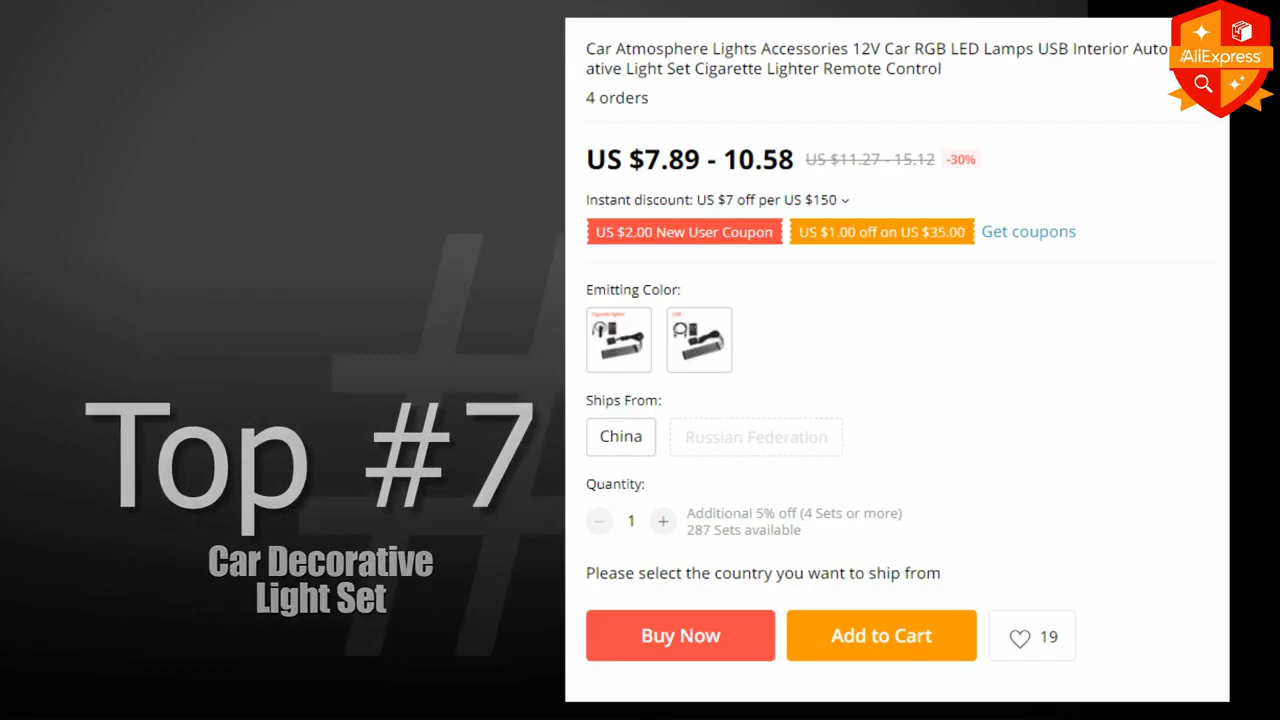 Car Atmosphere Lights Accessories 12V Car RGB LED Lamps USB Interior Auto
ative Light Set Cigarette Lighter Remote Control
4 orders
AliExpress
US $7.89 - 10.58 US $11.27 - 15.12 -30%
Instant discount: US $7 off per US $150
US $2.00 New User Coupon US $1.00 off on US $35.00 Get coupons
Emitting Color:
USB
Ships From:
China Russian Federation
Quantity:
1
Additional 5% off (4 Sets or more)
287 Sets available
Please select the country you want to ship from
Buy Now Add to Cart 19
Top #7
Car Decorative
Light Set